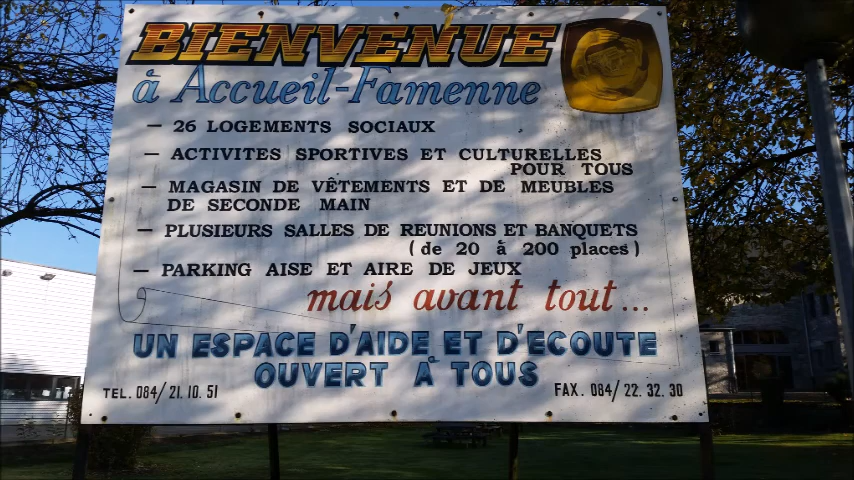 BIENVENUE
à Accueil-Famenne
— 26 LOGEMENTS SOCIAUX
— ACTIVITES SPORTIVES ET CULTURELLES
POUR TOUS
— MAGASIN DE VÊTEMENTS ET DE MEUBLES
DE SECONDE MAIN
— PLUSIEURS SALLES DE REUNIONS ET BANQUETS
(de 20 à 200 places)
— PARKING AISE ET AIRE DE JEUX
mais avant tout...
UN ESPACE D'AIDE ET D'ECOUTE
OUVERT À TOUS
TEL. 084/21.10.51
FAX. 084/22.32.30